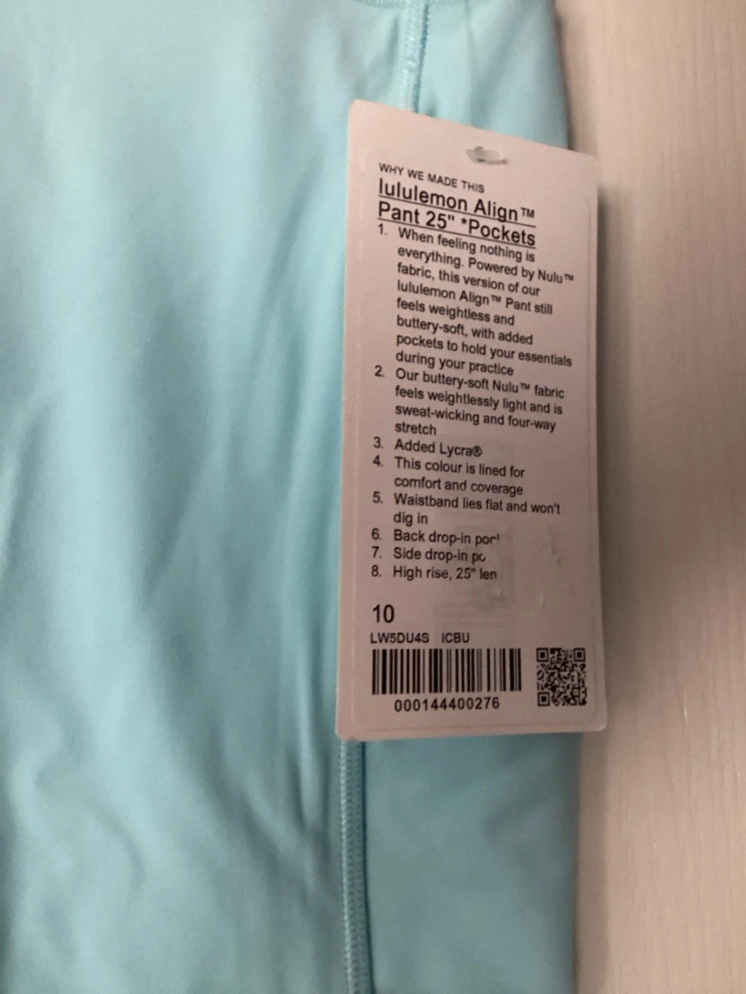 WHY WE MADE THIS
lululemon Align™
Pant 25" *Pockets
1. When feeling nothing is
everything. Powered by Nulu™
fabric, this version of our
lululemon Align™ Pant still
feels weightless and
buttery-soft, with added
pockets to hold your essentials
during your practice
2. Our buttery-soft Nulu™ fabric
feels weightlessly light and is
sweat-wicking and four-way
stretch
3. Added Lycra®
4. This colour is lined for
comfort and coverage
5. Waistband lies flat and won't
dig in
6. Back drop-in
7. Side drop-in
8. High rise, 25"
10
LW5DU4S ICBU
000144400276